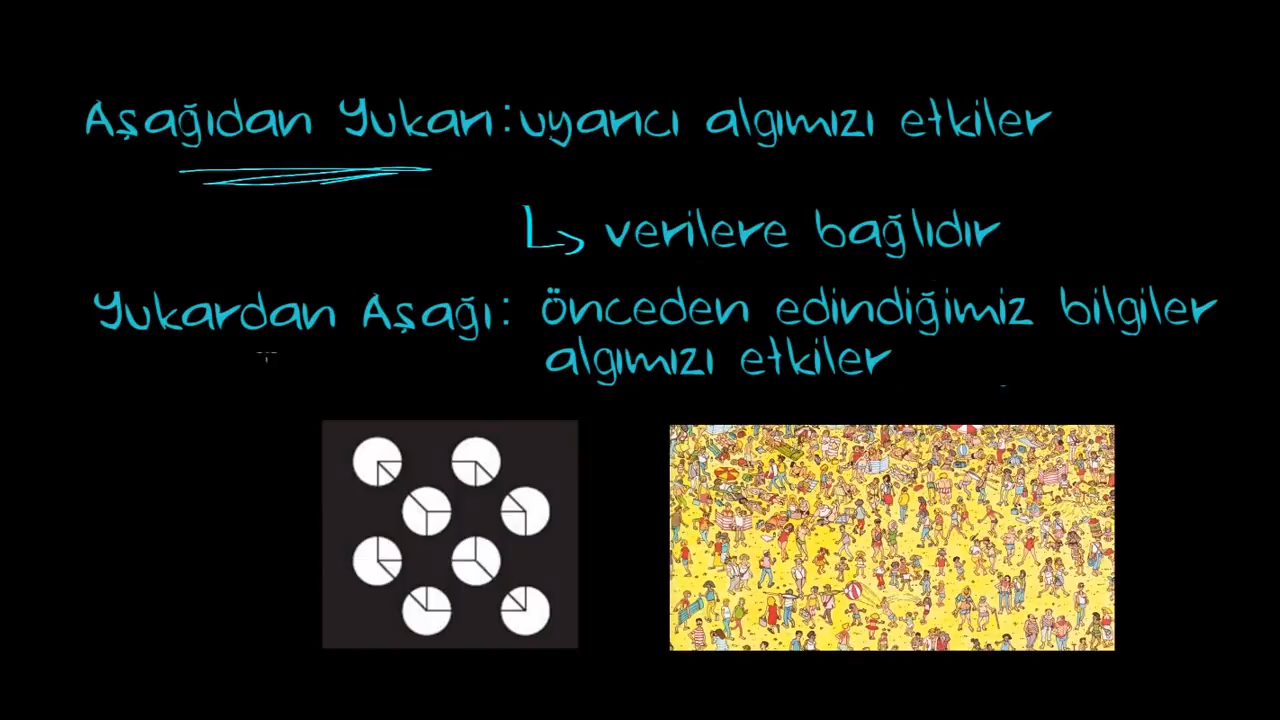 Aşağıdan Yukarı: uyarıcı algımızı etkiler
verilere bağlıdır
Yukardan Aşağı: önceden edindiğimiz bilgiler
algımızı etkiler